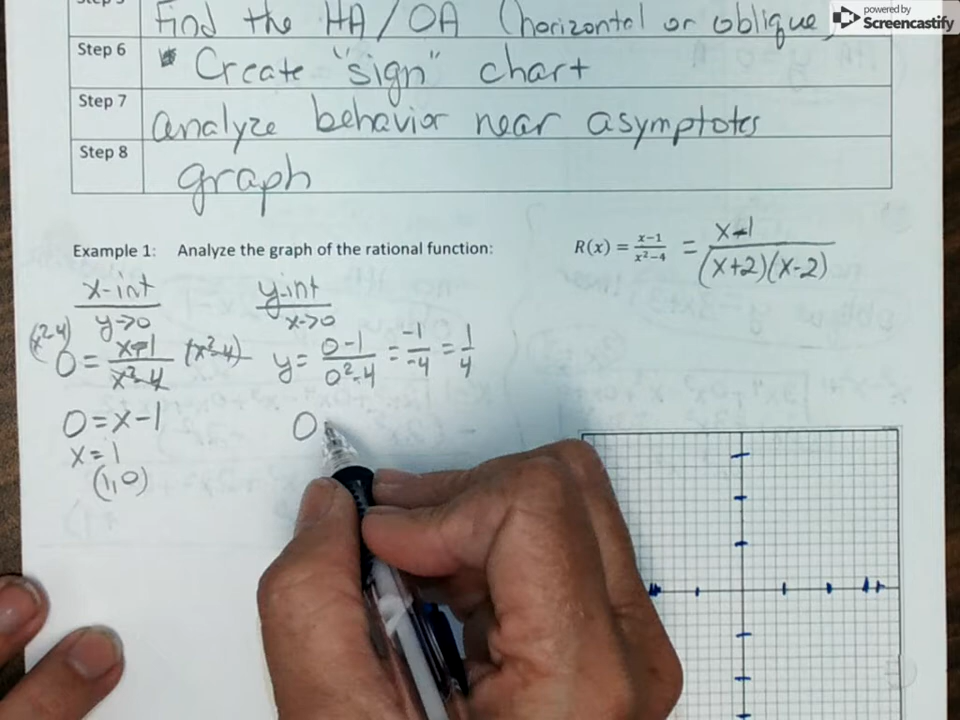 Find the HA/OA (horizontal or oblique)
powered by
Screencastify
Step 6
Create "sign" chart
Step 7
analyze behavior near asymptotes
Step 8
graph
Example 1: Analyze the graph of the rational function: R(x) = x-1 / x²-4 = x-1 / (x+2)(x-2)
x-int
y→0
(x²-4) 0 = x-1 / x²-4 (x²-4)
0 = x-1
x = 1
(1,0)
y-int
x→0
y = 0-1 / 0²-4 = -1 / -4 = 1/4
0